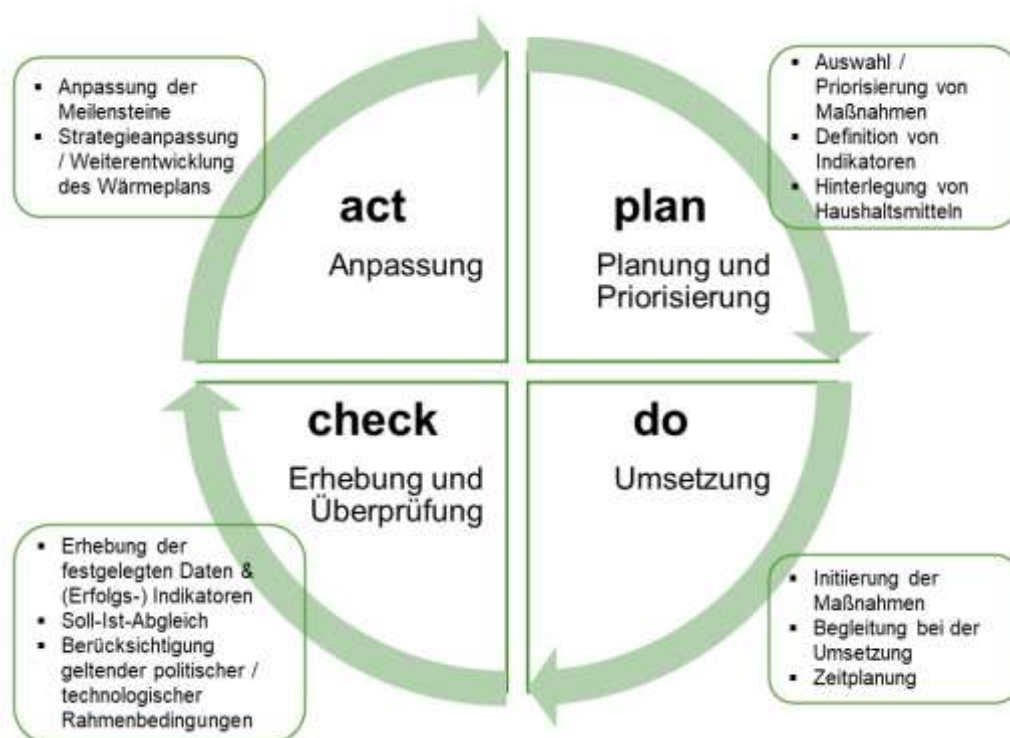 ▪ Anpassung der
Meilensteine
▪ Strategieanpassung
/ Weiterentwicklung
des Wärmeplans
act
Anpassung
▪ Auswahl /
Priorisierung von
Maßnahmen
▪ Definition von
Indikatoren
▪ Hinterlegung von
Haushaltsmitteln
plan
Planung und
Priorisierung
check
Erhebung und
Überprüfung
▪ Erhebung der
festgelegten Daten &
(Erfolgs-) Indikatoren
▪ Soll-Ist-Abgleich
▪ Berücksichtigung
geltender politischer /
technologischer
Rahmenbedingungen
do
Umsetzung
▪ Initiierung der
Maßnahmen
▪ Begleitung bei der
Umsetzung
▪ Zeitplanung